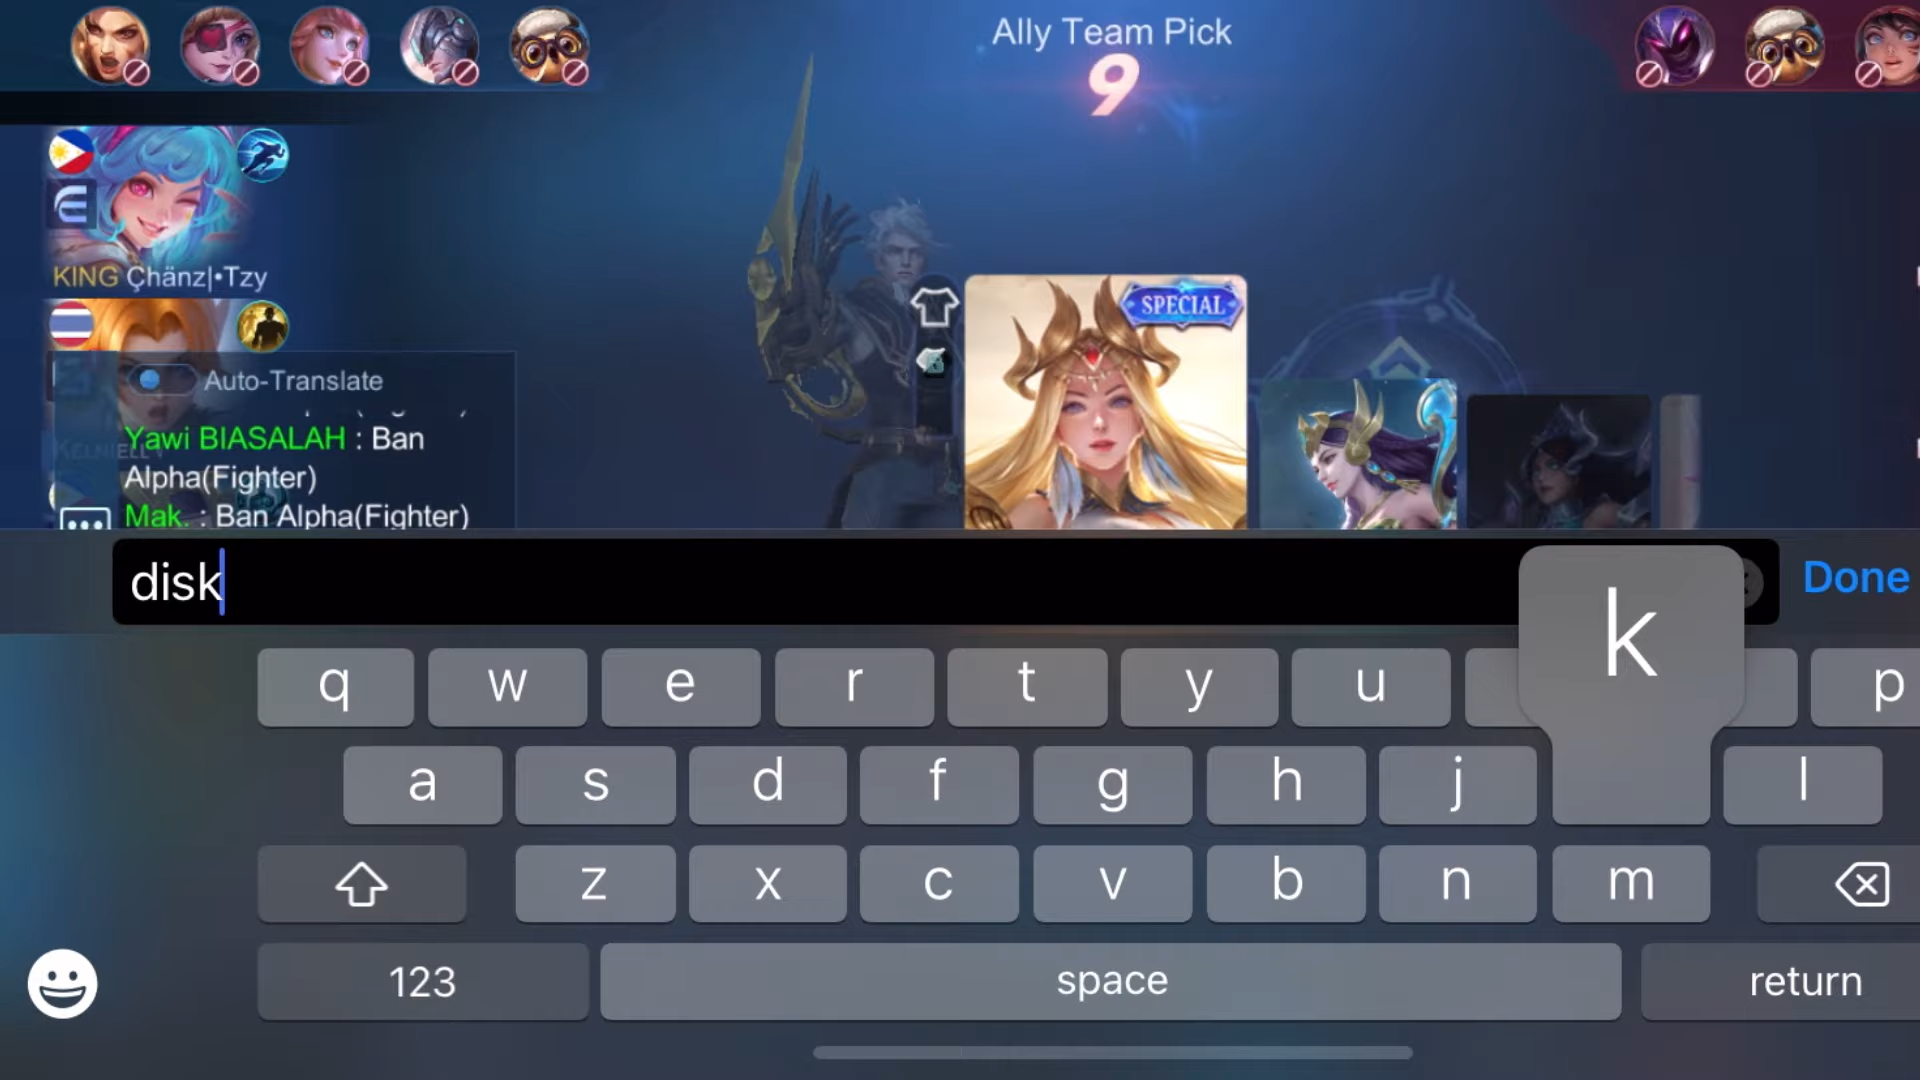 Ally Team Pick
9
KING Çhänz|•Tzy
SPECIAL
Auto-Translate
Yawi BIASALAH : Ban
Alpha(Fighter)
Mak. : Ban Alpha(Fighter)
disk
Done
k
q w e r t y u p
a s d f g h j l
z x c v b n m
123 space return